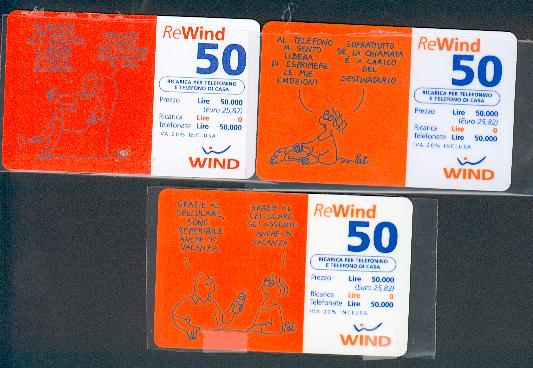 ReWind
50
RICARICA PER TELEFONINO
E TELEFONO DI CASA
Prezzo Lire 50.000
(Euro 25,82)
Ricarica Lire 0
Telefonate Lire 50.000
IVA 20% INCLUSA
WIND
AL TELEFONO
MI SENTO
LIBERA
DI ESPRIMERE
LE MIE
EMOZIONI
SOPRATTUTTO
SE LA CHIAMATA
È A CARICO
DEL
DESTINATARIO
ReWind
50
RICARICA PER TELEFONINO
E TELEFONO DI CASA
Prezzo Lire 50.000
(Euro 25,82)
Ricarica Lire 0
Telefonate Lire 50.000
IVA 20% INCLUSA
WIND
GRAZIE AL
CELLULARE,
SONO
REPERIBILE
ANCHE IN
VACANZA
GRAZIE AL
CELLULARE
SEI ASSENTE
ANCHE IN
VACANZA
ReWind
50
RICARICA PER TELEFONINO
E TELEFONO DI CASA
Prezzo Lire 50.000
(Euro 25,82)
Ricarica Lire 0
Telefonate Lire 50.000
IVA 20% INCLUSA
WIND